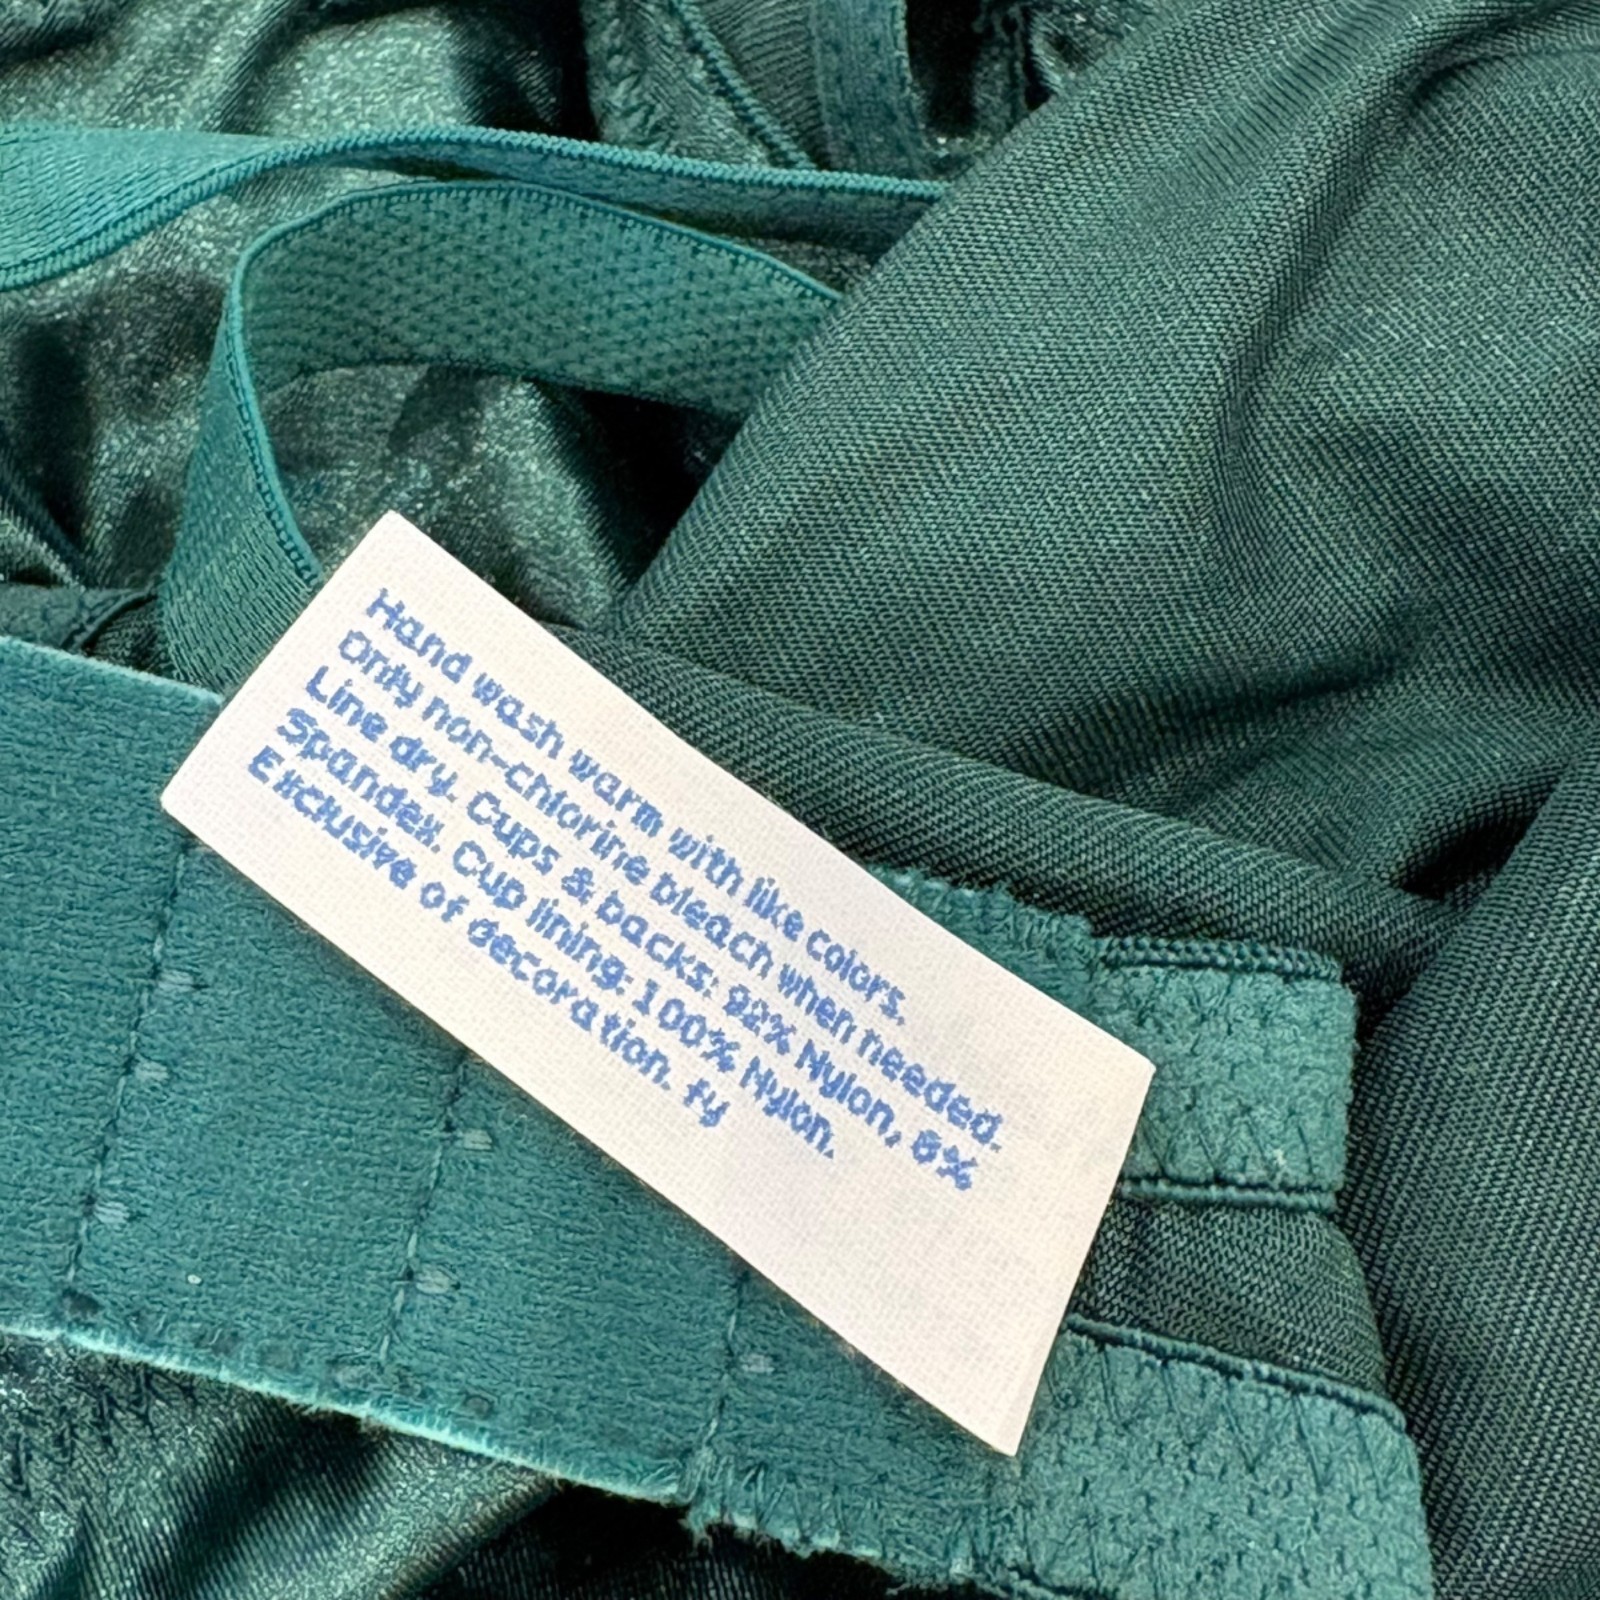 Hand wash warm with like colors.
Only non-chlorine bleach when needed.
Line dry. Cups & backs: 92% Nylon, 8%
Spandex. Cup lining: 100% Nylon.
Exclusive of decoration. fy